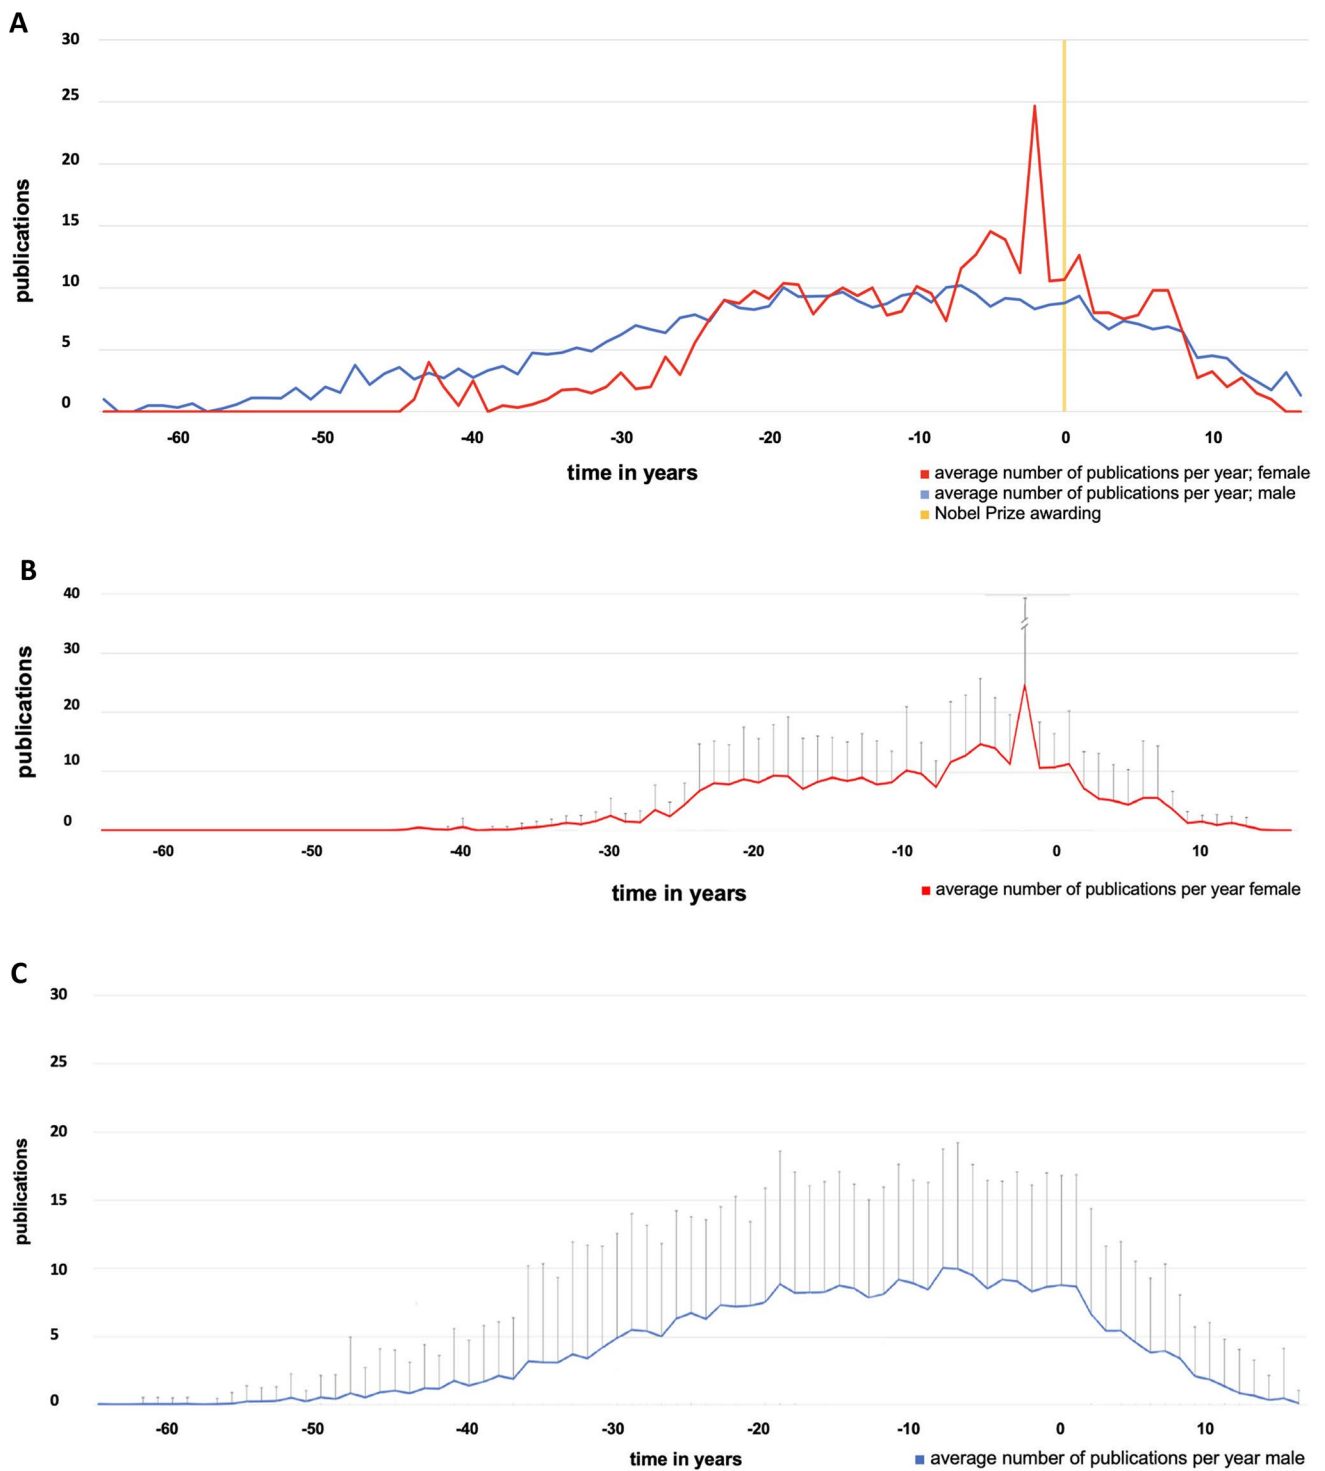 A
30
25
20
15
10
5
0
publications
-60 -50 -40 -30 -20 -10 0 10
time in years
average number of publications per year; female
average number of publications per year; male
Nobel Prize awarding
B
40
30
20
10
0
publications
-60 -50 -40 -30 -20 -10 0 10
time in years
average number of publications per year female
C
30
25
20
15
10
5
0
publications
-60 -50 -40 -30 -20 -10 0 10
time in years
average number of publications per year male